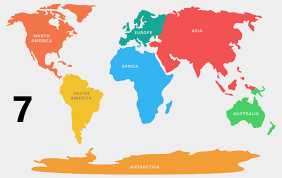 NORTH
AMERICA
EUROPE
ASIA
AFRICA
SOUTH
AMERICA
7
AUSTRALIA
ANTARCTICA